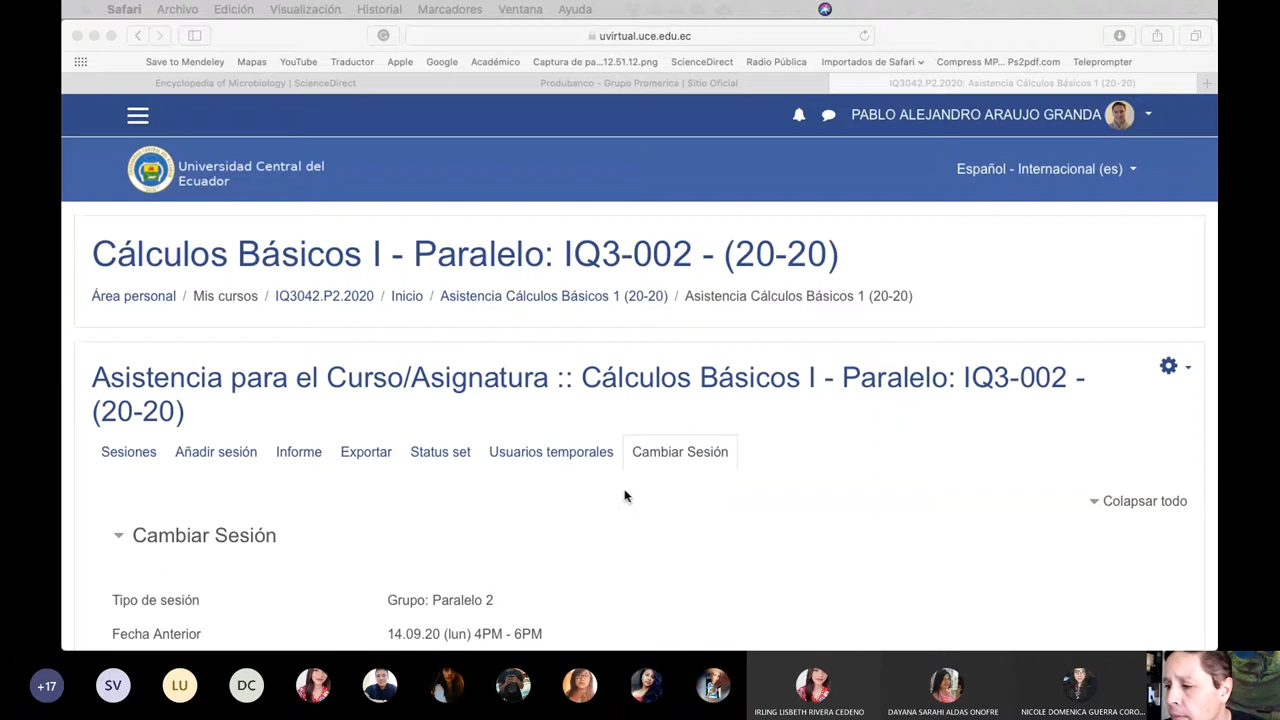 Safari Archivo Edición Visualización Historial Marcadores Ventana Ayuda
uvirtual.uce.edu.ec
Save to Mendeley Mapas YouTube Traductor Apple Google Académico Captura de pa...12.51.12.png ScienceDirect Radio Pública Importados de Safari Compress MP... Ps2pdf.com Teleprompter
Encyclopedia of Microbiology | ScienceDirect Produbanco - Grupo Promerica | Sitio Oficial IQ3042.P2.2020: Asistencia Cálculos Básicos 1 (20-20)
PABLO ALEJANDRO ARAUJO GRANDA
Universidad Central del
Ecuador
Español - Internacional (es)
Cálculos Básicos I - Paralelo: IQ3-002 - (20-20)
Área personal / Mis cursos / IQ3042.P2.2020 / Inicio / Asistencia Cálculos Básicos 1 (20-20) / Asistencia Cálculos Básicos 1 (20-20)
Asistencia para el Curso/Asignatura :: Cálculos Básicos I - Paralelo: IQ3-002 -
(20-20)
Sesiones Añadir sesión Informe Exportar Status set Usuarios temporales Cambiar Sesión
Colapsar todo
Cambiar Sesión
Tipo de sesión Grupo: Paralelo 2
Fecha Anterior 14.09.20 (lun) 4PM - 6PM
+17 SV LU DC
IRLING LISBETH RIVERA CEDENO DAYANA SARAHI ALDAS ONOFRE NICOLE DOMENICA GUERRA CORO...